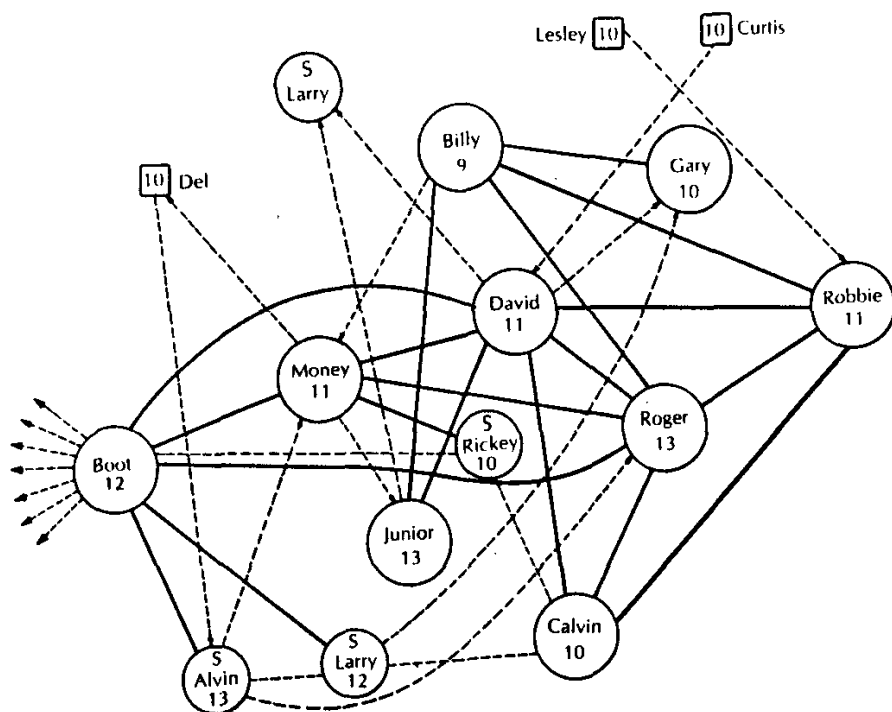 Lesley 10
10 Curtis
S
Larry
Billy
9
Gary
10
10 Del
David
11
Robbie
11
Money
11
Roger
13
S
Rickey
10
Boot
12
Junior
13
Calvin
10
S
Larry
12
S
Alvin
13